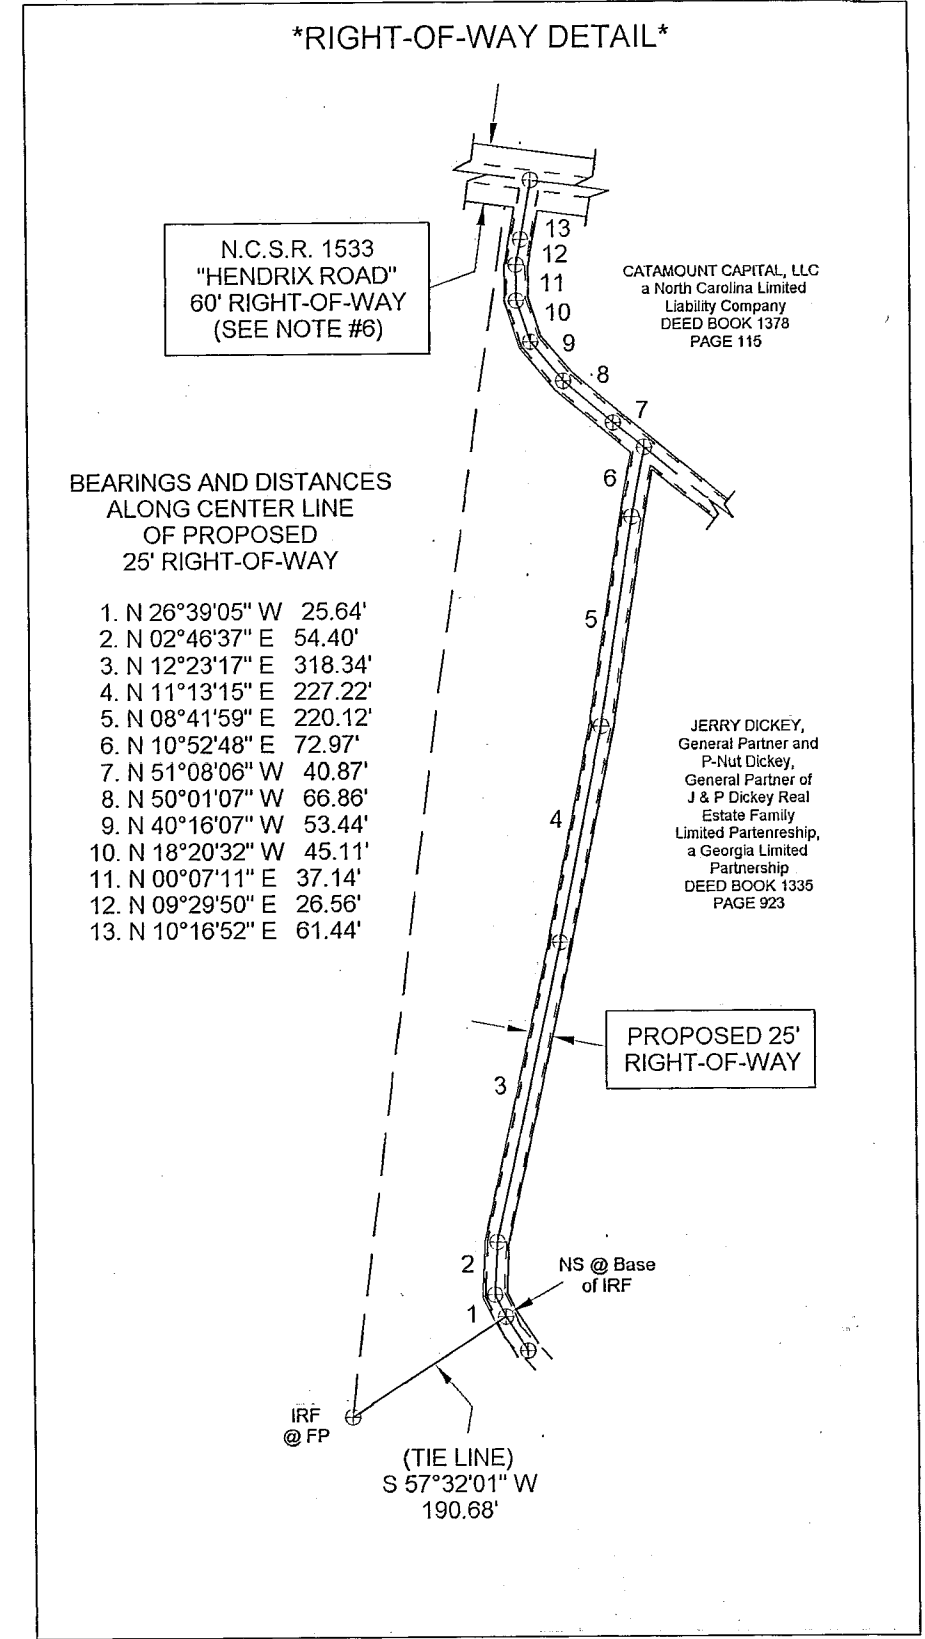 *RIGHT-OF-WAY DETAIL*
N.C.S.R. 1533
"HENDRIX ROAD"
60' RIGHT-OF-WAY
(SEE NOTE #6)
13
12
11
10
9
8
7
6
5
4
3
2
1
CATAMOUNT CAPITAL, LLC
a North Carolina Limited
Liability Company
DEED BOOK 1378
PAGE 115
BEARINGS AND DISTANCES
ALONG CENTER LINE
OF PROPOSED
25' RIGHT-OF-WAY
1. N 26°39'05" W 25.64'
2. N 02°46'37" E 54.40'
3. N 12°23'17" E 318.34'
4. N 11°13'15" E 227.22'
5. N 08°41'59" E 220.12'
6. N 10°52'48" E 72.97'
7. N 51°08'06" W 40.87'
8. N 50°01'07" W 66.86'
9. N 40°16'07" W 53.44'
10. N 18°20'32" W 45.11'
11. N 00°07'11" E 37.14'
12. N 09°29'50" E 26.56'
13. N 10°16'52" E 61.44'
JERRY DICKEY,
General Partner and
P-Nut Dickey,
General Partner of
J & P Dickey Real
Estate Family
Limited Partenreship,
a Georgia Limited
Partnership
DEED BOOK 1335
PAGE 923
PROPOSED 25'
RIGHT-OF-WAY
NS @ Base
of IRF
IRF
@ FP
(TIE LINE)
S 57°32'01" W
190.68'